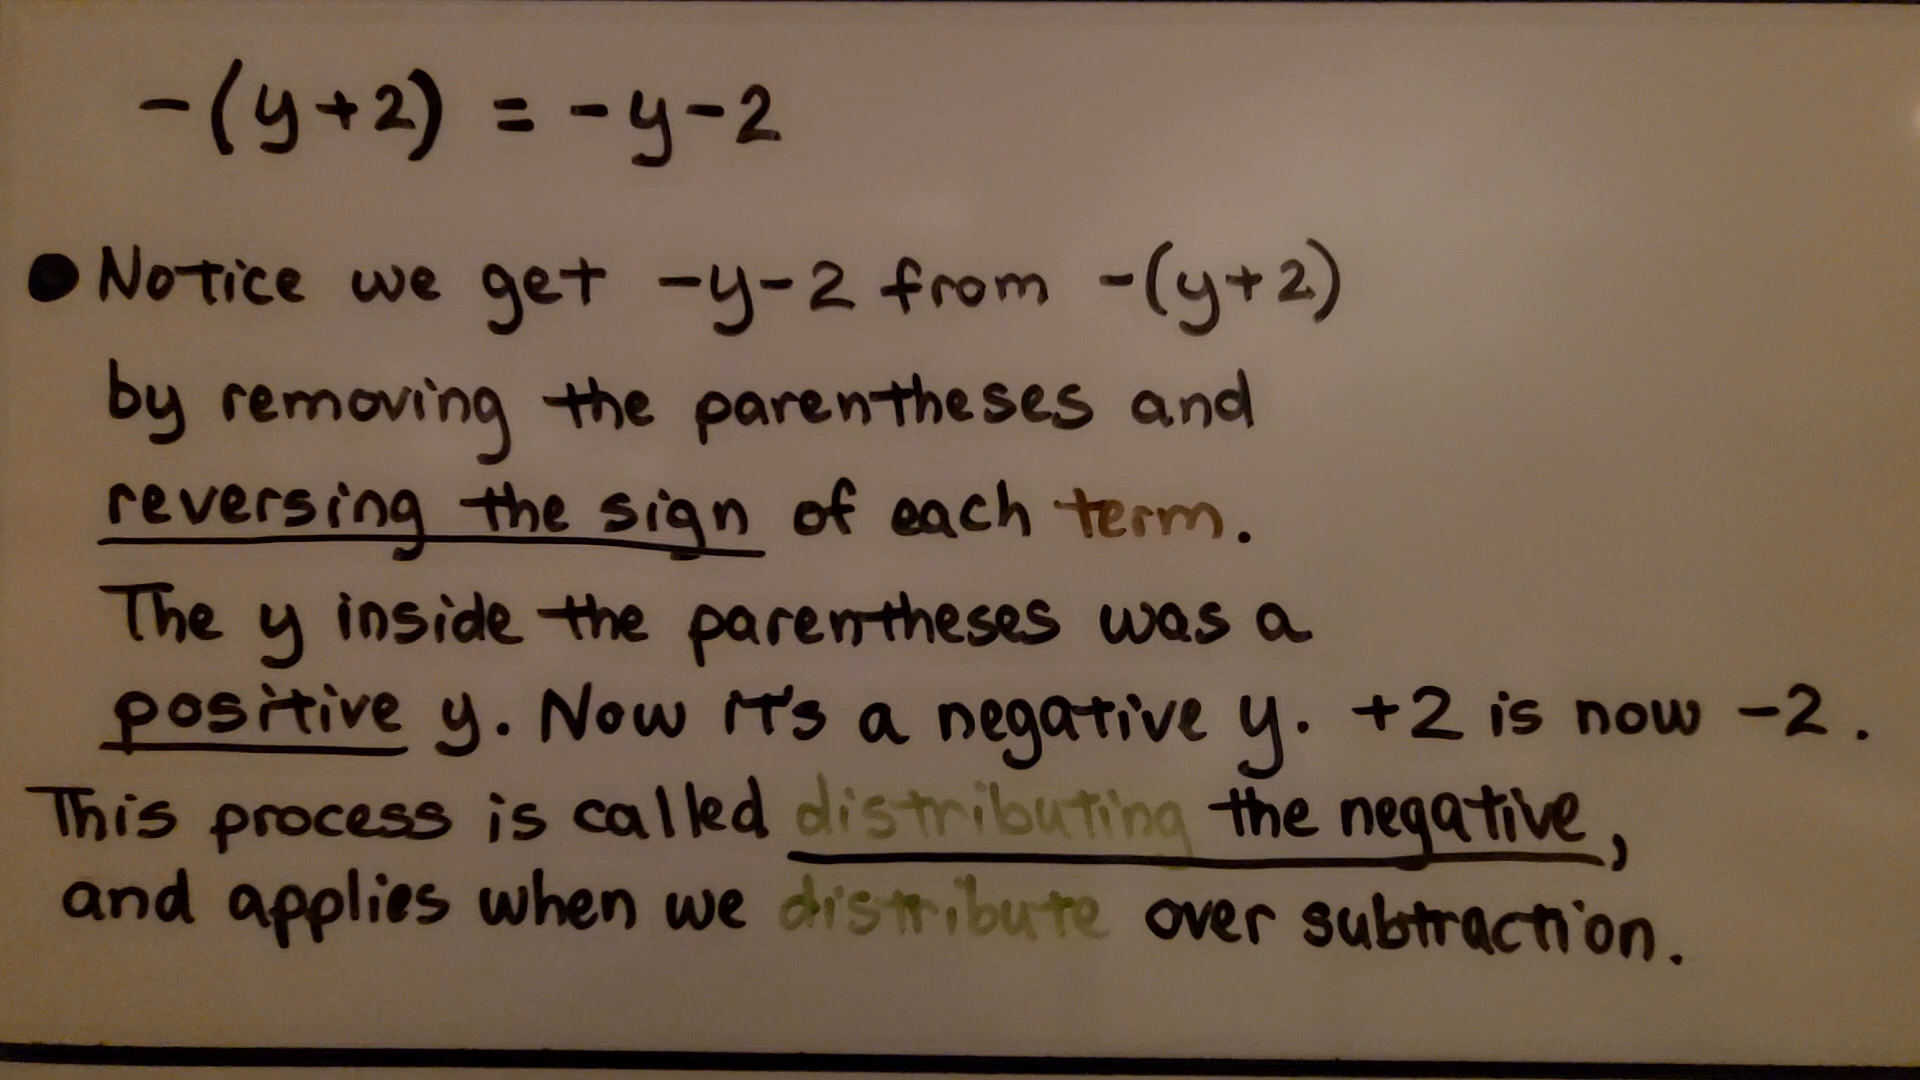 -(y+2) = -y-2
● Notice we get -y-2 from -(y+2)
by removing the parentheses and
reversing the sign of each term.
The y inside the parentheses was a
positive y. Now it's a negative y. +2 is now -2.
This process is called distributing the negative,
and applies when we distribute over subtraction.